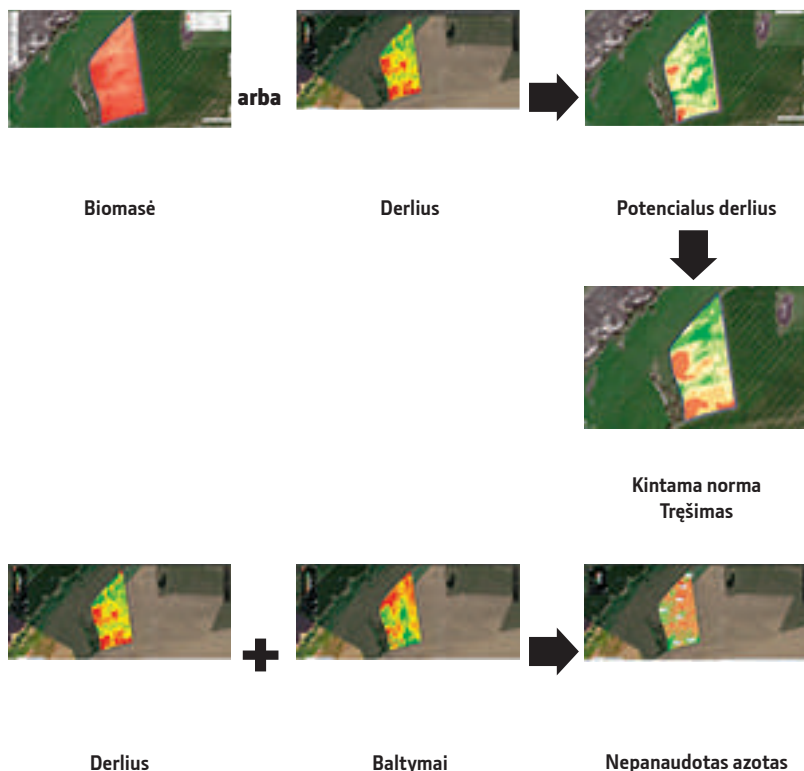 arba
Biomasė
Derlius
Potencialus derlius
Kintama norma
Tręšimas
Derlius
Baltymai
Nepanaudotas azotas